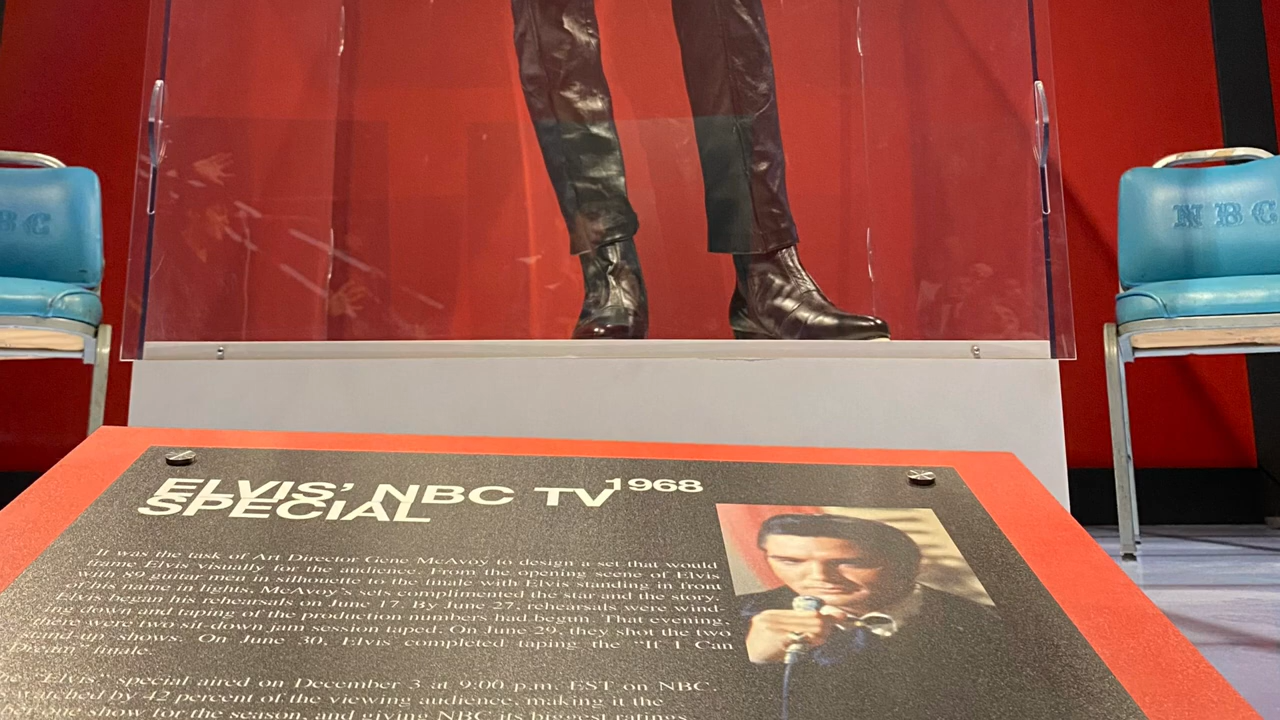 BC
NBC
ELVIS' NBC TV 1968
SPECIAL
It was the task of Art Director Gene McAvoy to design a set that would
frame Elvis visually for the audience. From the opening scene of Elvis
with 89 guitar men in silhouette to the finale with Elvis standing in front
of his name in lights, McAvoy's sets complimented the star and the story.
Elvis began his rehearsals on June 17. By June 27, rehearsals were wind-
ing down and taping of the production numbers had begun. That evening,
there were two sit-down jam session taped. On June 29, they shot the two
stand-up shows. On June 30, Elvis completed taping the "If I Can
Dream" finale.
"Elvis," special aired on December 3 at 9:00 p.m. EST on NBC.
watched by 42 percent of the viewing audience, making it the
one show for the season, and giving NBC its biggest ratings